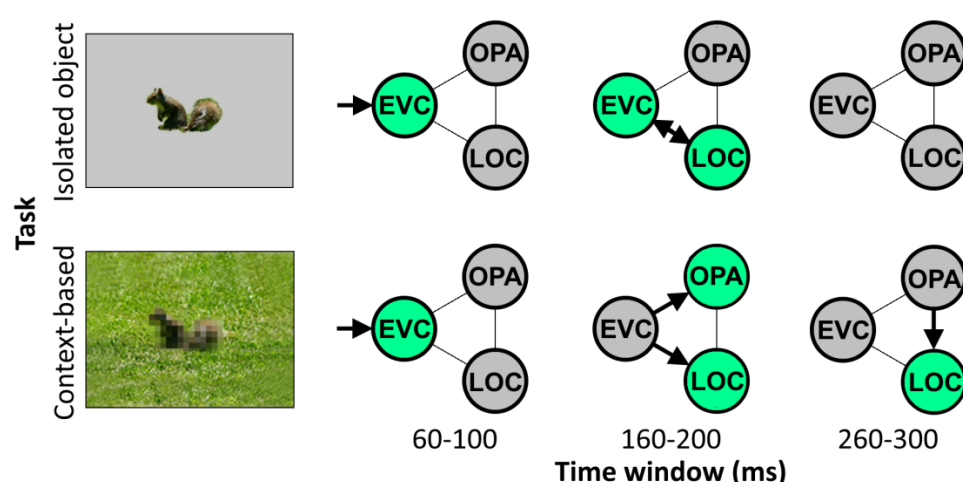 Task
Isolated object
OPA
EVC
LOC
OPA
EVC
LOC
OPA
EVC
LOC
Context-based
OPA
EVC
LOC
OPA
EVC
LOC
OPA
EVC
LOC
60-100 160-200 260-300
Time window (ms)